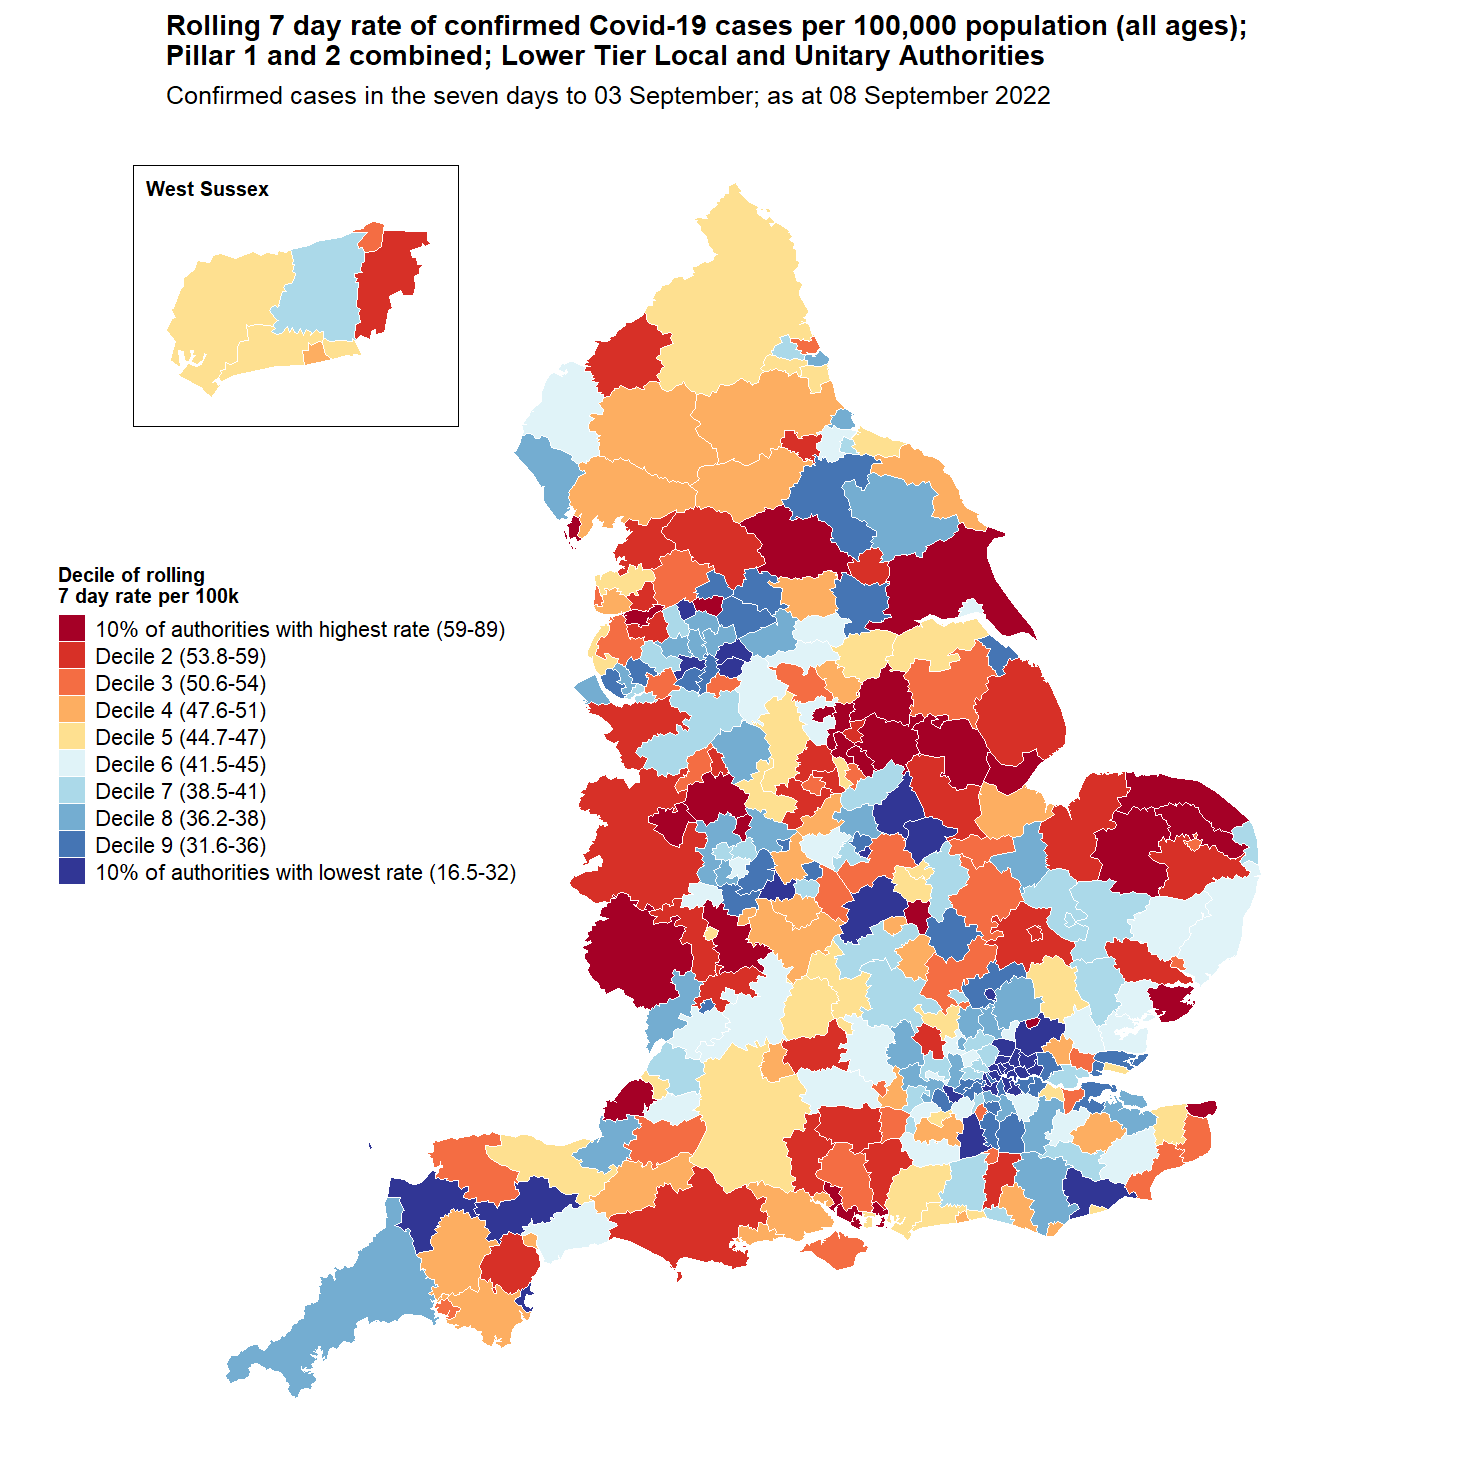 Rolling 7 day rate of confirmed Covid-19 cases per 100,000 population (all ages);
Pillar 1 and 2 combined; Lower Tier Local and Unitary Authorities
Confirmed cases in the seven days to 03 September; as at 08 September 2022
West Sussex
Decile of rolling
7 day rate per 100k
10% of authorities with highest rate (59-89)
Decile 2 (53.8-59)
Decile 3 (50.6-54)
Decile 4 (47.6-51)
Decile 5 (44.7-47)
Decile 6 (41.5-45)
Decile 7 (38.5-41)
Decile 8 (36.2-38)
Decile 9 (31.6-36)
10% of authorities with lowest rate (16.5-32)